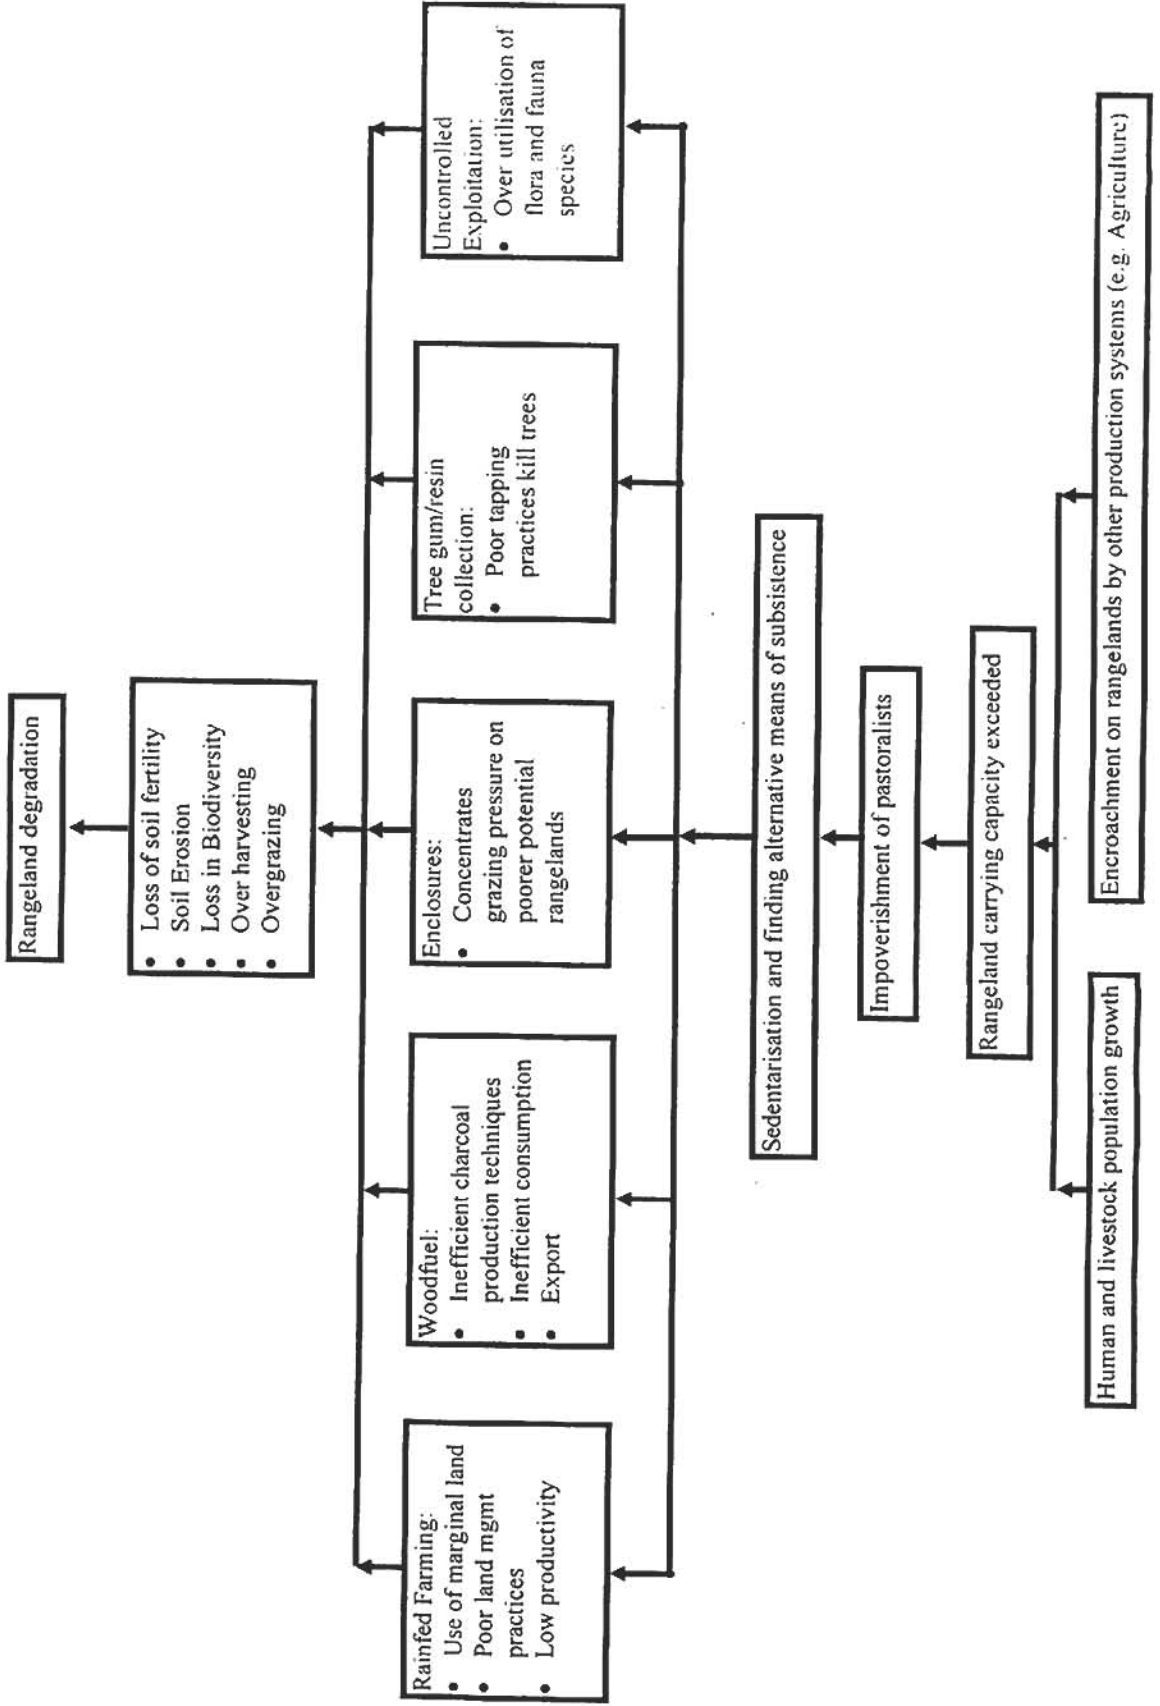 Rangeland degradation
• Loss of soil fertility
• Soil Erosion
• Loss in Biodiversity
• Over harvesting
• Overgrazing
Rainfed Farming:
• Use of marginal land
• Poor land mgmt
practices
• Low productivity
Woodfuel:
• Inefficient charcoal
production techniques
• Inefficient consumption
• Export
Enclosures:
• Concentrates
grazing pressure on
poorer potential
rangelands
Tree gum/resin
collection:
• Poor tapping
practices kill trees
Uncontrolled
Exploitation:
• Over utilisation of
flora and fauna
species
Sedentarisation and finding alternative means of subsistence
Impoverishment of pastoralists
Rangeland carrying capacity exceeded
Human and livestock population growth
Encroachment on rangelands by other production systems (e.g. Agriculture)